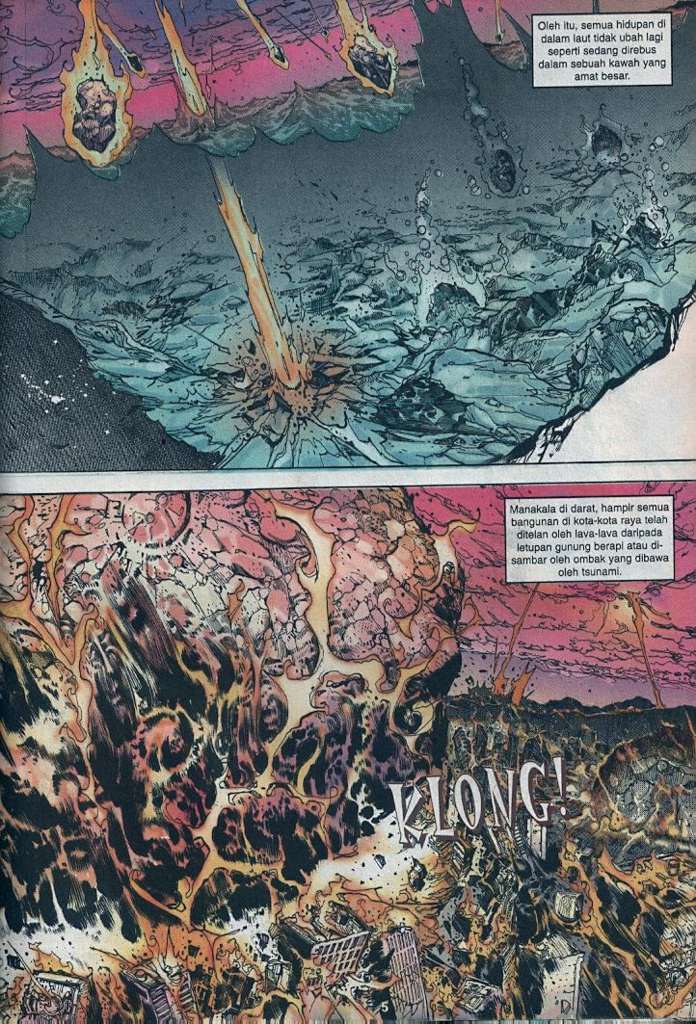 Oleh itu, semua hidupan di
dalam laut tidak ubah lagi
seperti sedang direbus
dalam sebuah kawah yang
amat besar.
Manakala di darat, hampir semua
bangunan di kota-kota raya telah
ditelan oleh lava-lava daripada
letupan gunung berapi atau di-
sambar oleh ombak yang dibawa
oleh tsunami.
KLONG!
5